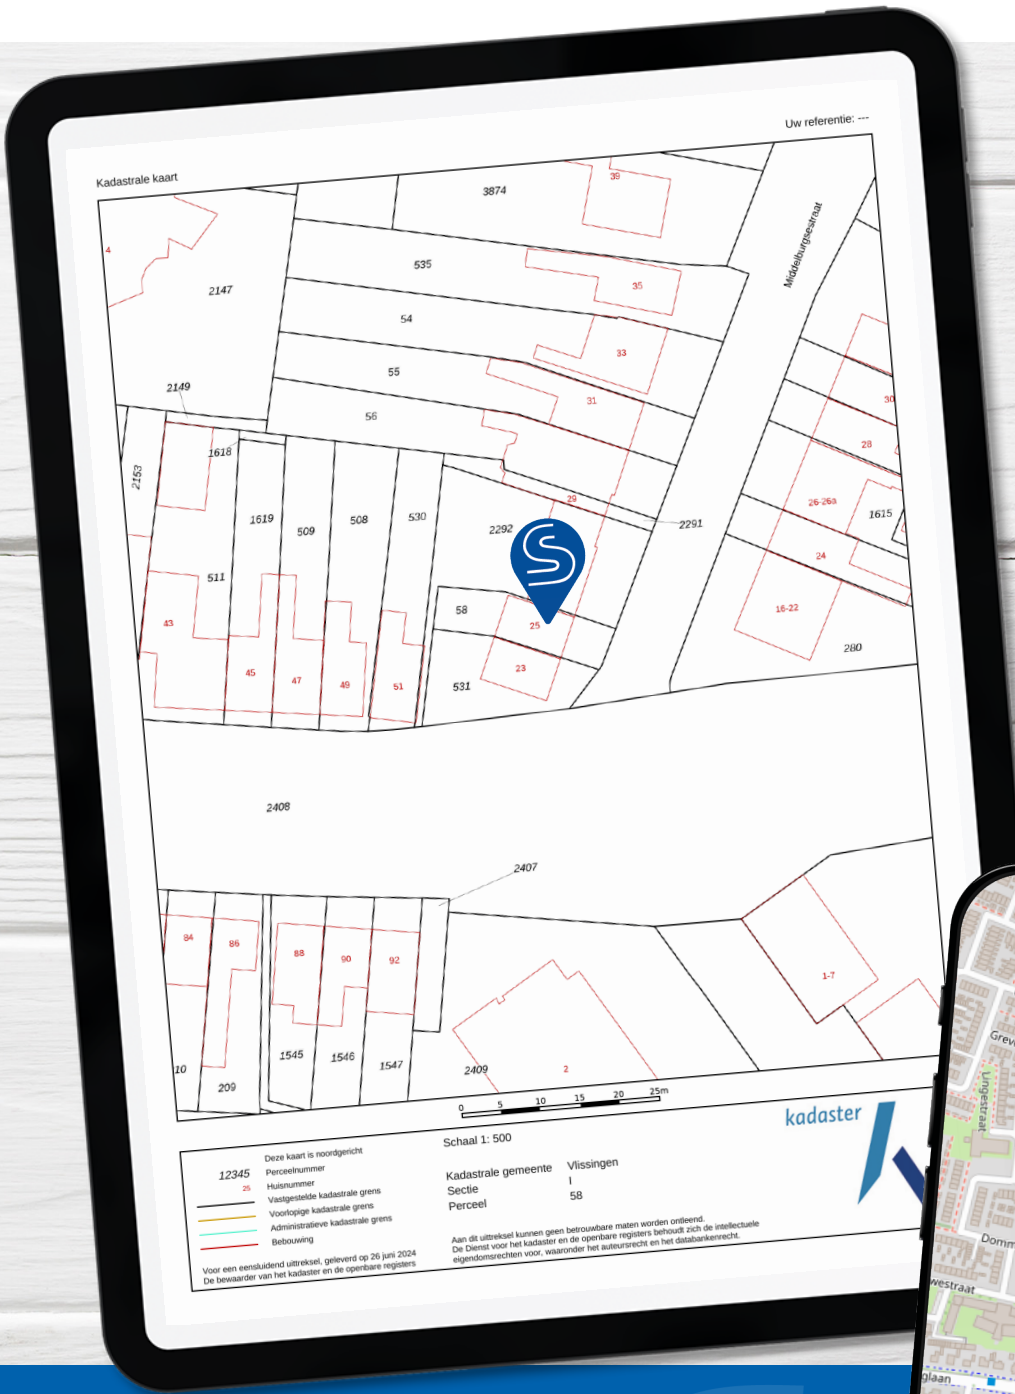 Uw referentie: ---
Kadastrale kaart
3874
39
4
535
35
2147
Middelburgsestraat
54
33
55
2149
31
30
56
28
1618
2153
29
26-26a
1615
1619
509
508
530
2292
2291
24
511
58
16-22
43
25
280
45
47
49
51
531
23
2408
2407
84
86
88
90
92
1-7
10
209
1545
1546
1547
2409
2
0 5 10 15 20 25m
Deze kaart is noordgericht
12345 Perceelnummer
25 Huisnummer
Vastgestelde kadastrale grens
Voorlopige kadastrale grens
Administratieve kadastrale grens
Bebouwing
Voor een eensluidend uittreksel, geleverd op 26 juni 2024
De bewaarder van het kadaster en de openbare registers
Schaal 1: 500
Kadastrale gemeente Vlissingen
Sectie I
Perceel 58
Aan dit uittreksel kunnen geen betrouwbare maten worden ontleend.
De Dienst voor het kadaster en de openbare registers behoudt zich de intellectuele
eigendomsrechten voor, waaronder het auteursrecht en het databankenrecht.
kadaster
Lingestraat
westraat
glaan